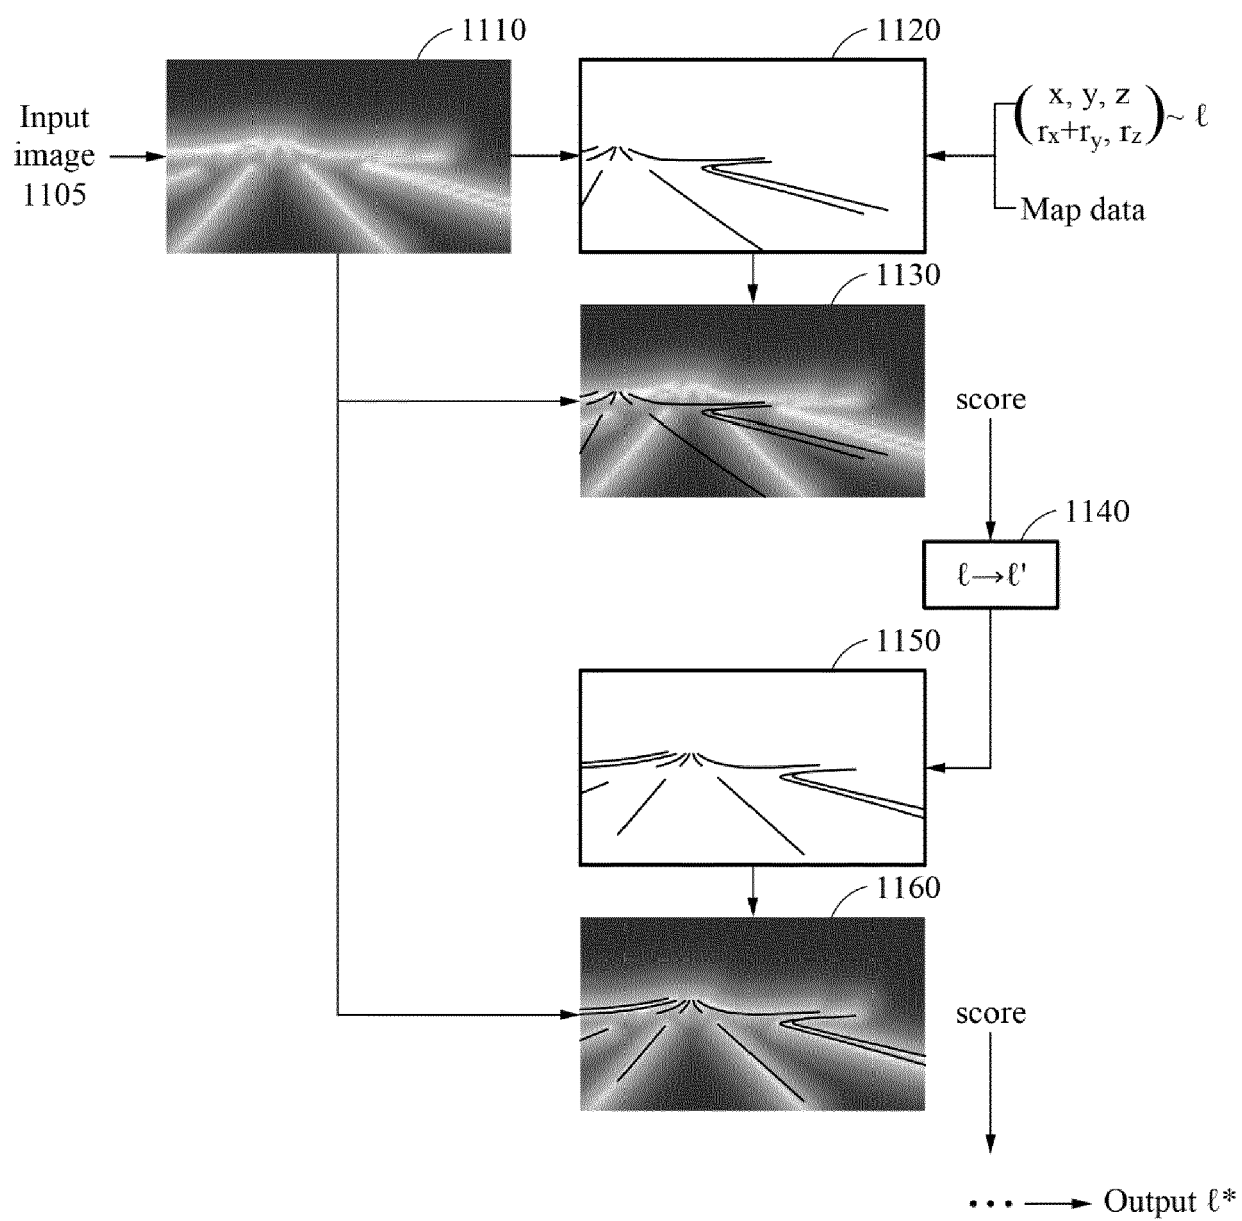 1110
1120
Input
image
1105
x, y, z
rx+ry, rz
~ ℓ
Map data
1130
score
1140
ℓ→ℓ'
1150
1160
score
••• Output ℓ*